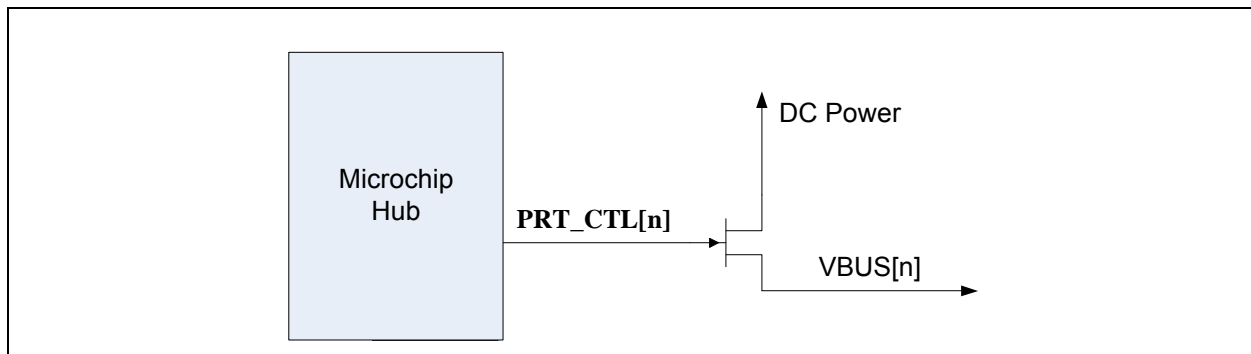 DC Power
Microchip
Hub
PRT_CTL[n]
VBUS[n]